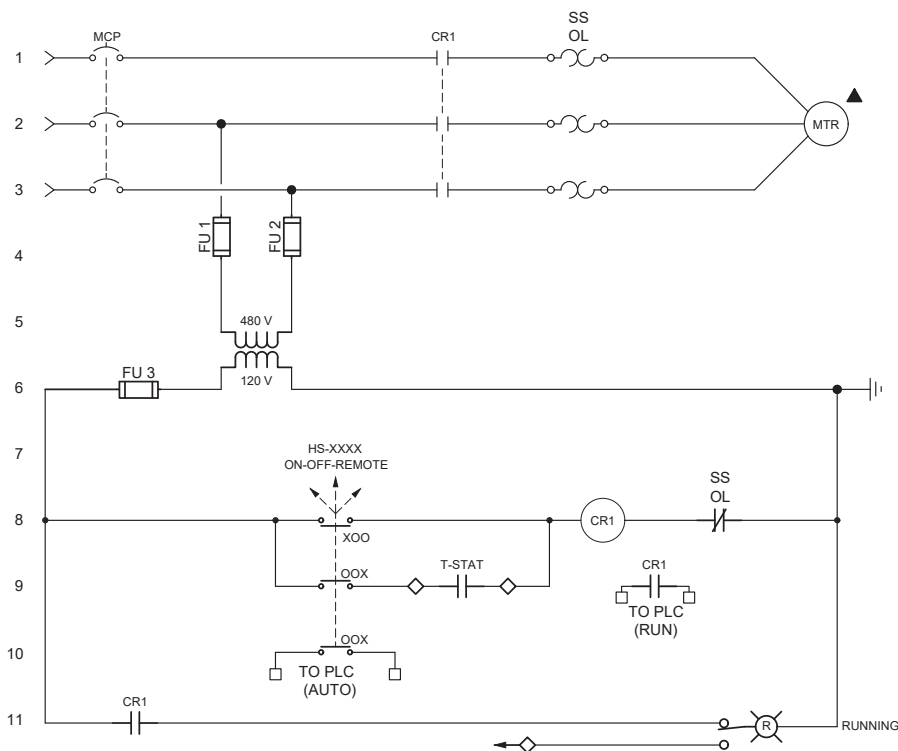 SS
OL
MCP
CR1
1
2
MTR
3
FU 1
FU 2
4
5
480 V
120 V
FU 3
6
7
HS-XXXX
ON-OFF-REMOTE
SS
OL
8
CR1
XOO
OOX
T-STAT
CR1
9
TO PLC
(RUN)
OOX
10
TO PLC
(AUTO)
CR1
11
R
RUNNING